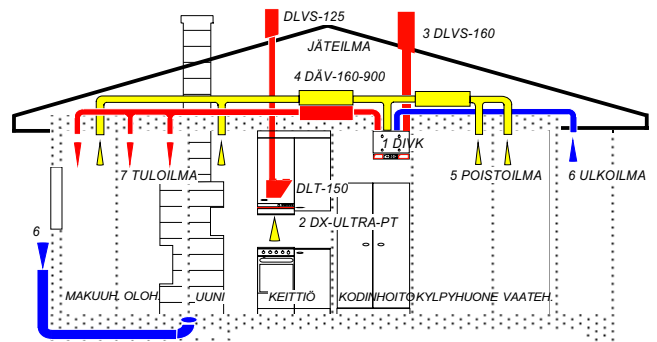 DLVS-125
3 DLVS-160
JÄTEILMA
4 DÄV-160-900
1 DIVK
7 TULOILMA
DLT-150
5 POISTOILMA
6 ULKOILMA
2 DX-ULTRA-PT
6
MAKUUH. OLOH. UUNI KEITTIÖ KODINHOITO KYLPYHUONE VAATEH.